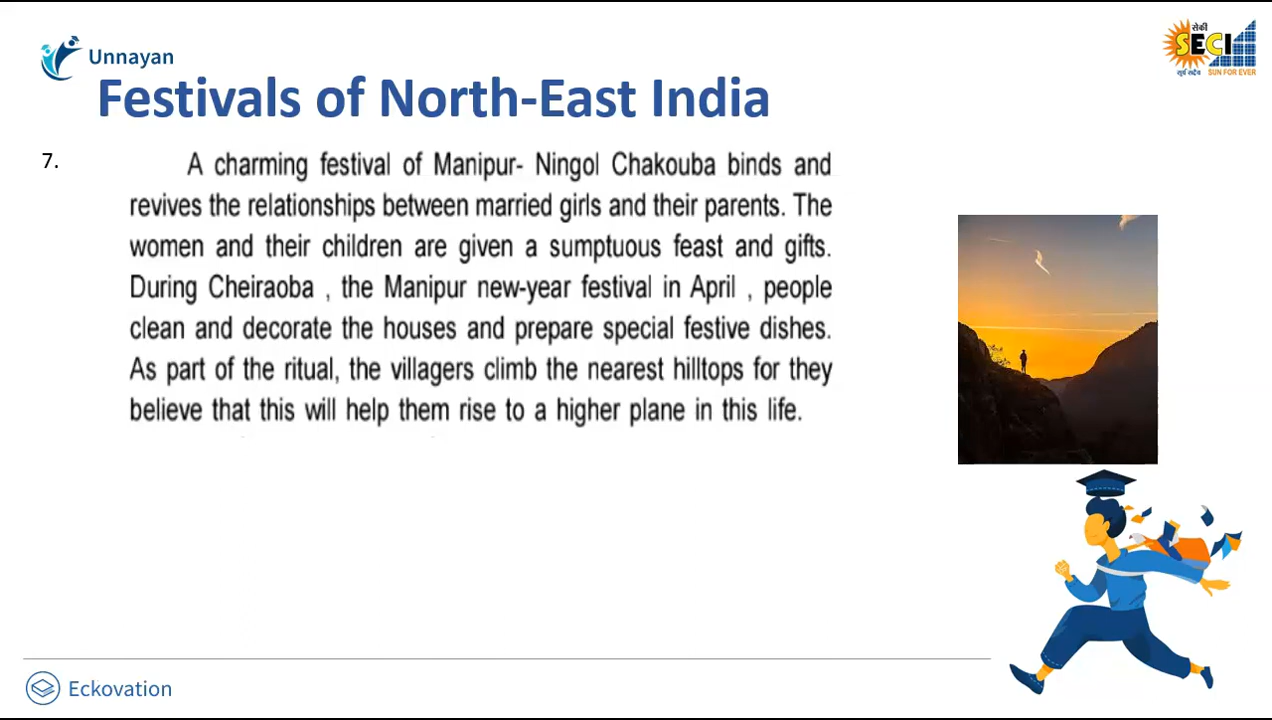 Unnayan
सेकी
SECI
सूर्य सदैव SUN FOR EVER
Festivals of North-East India
7.
A charming festival of Manipur- Ningol Chakouba binds and
revives the relationships between married girls and their parents. The
women and their children are given a sumptuous feast and gifts.
During Cheiraoba , the Manipur new-year festival in April , people
clean and decorate the houses and prepare special festive dishes.
As part of the ritual, the villagers climb the nearest hilltops for they
believe that this will help them rise to a higher plane in this life.
Eckovation